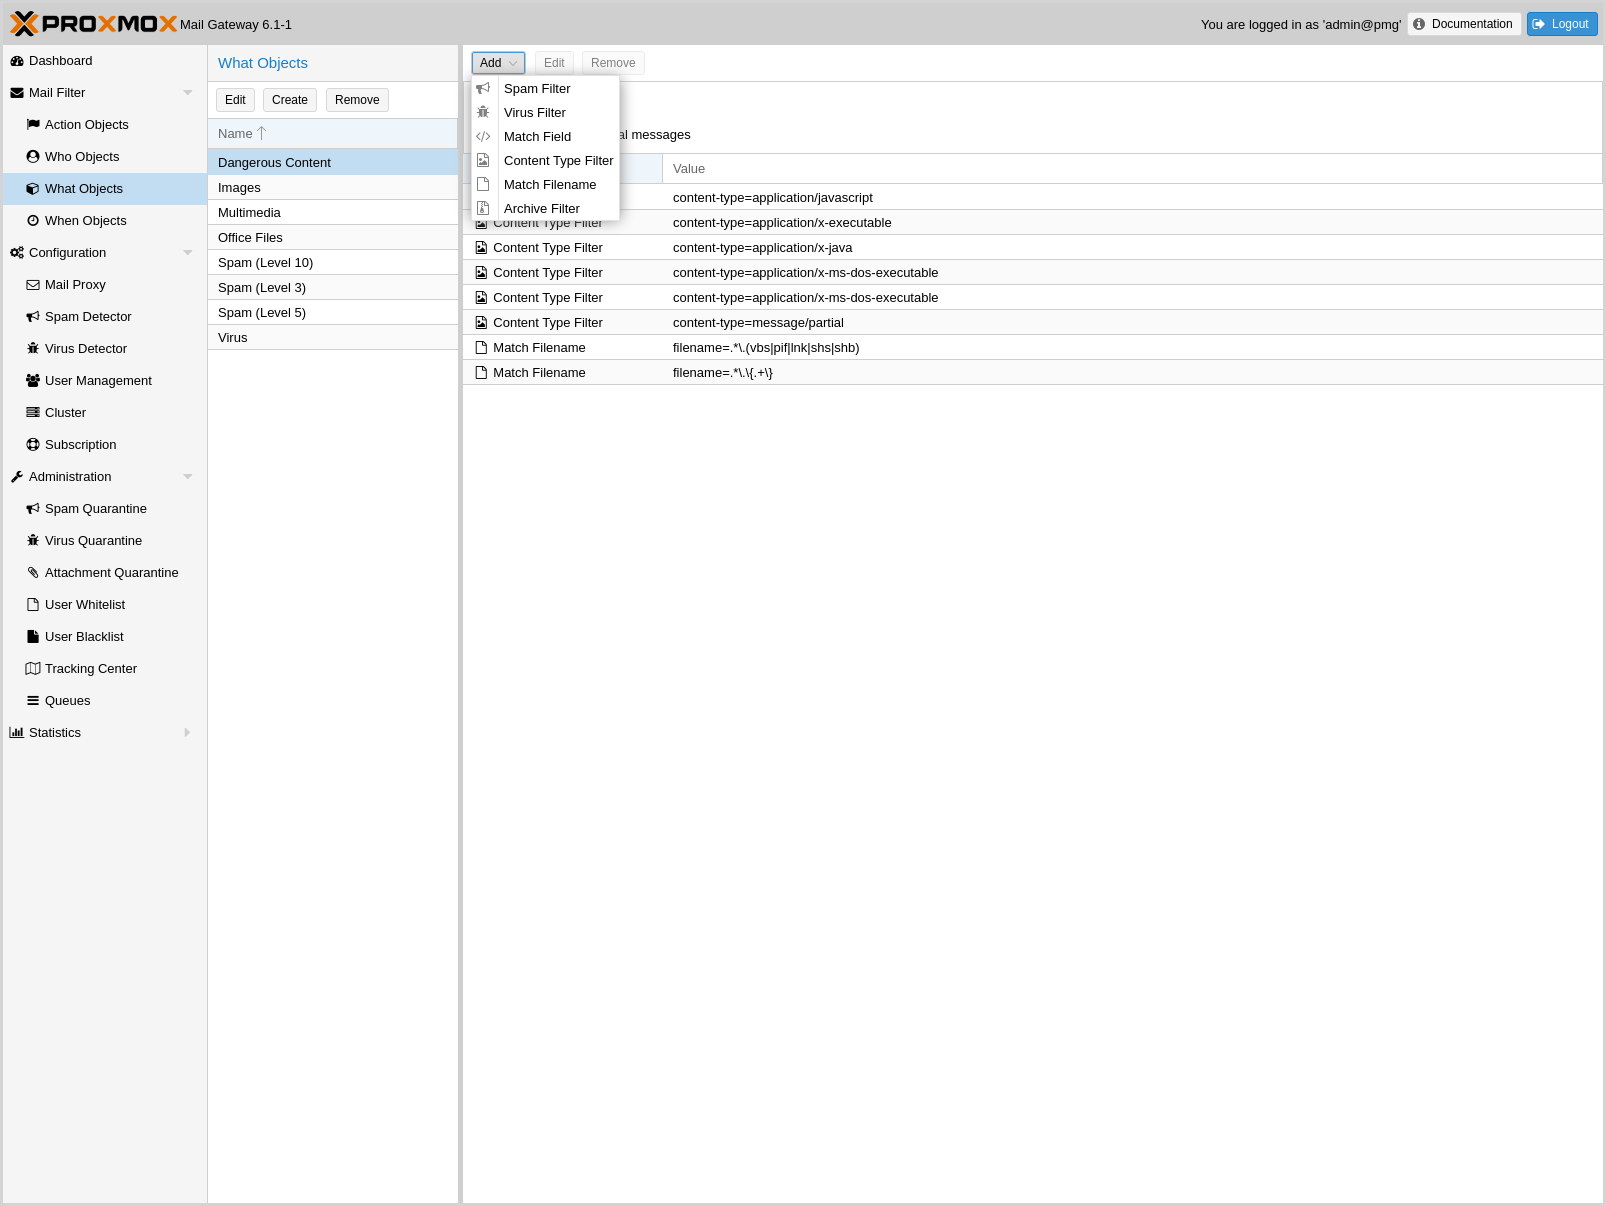 PROXMOX Mail Gateway 6.1-1
You are logged in as 'admin@pmg'
Documentation
Logout
Dashboard
Mail Filter
Action Objects
Who Objects
What Objects
When Objects
Configuration
Mail Proxy
Spam Detector
Virus Detector
User Management
Cluster
Subscription
Administration
Spam Quarantine
Virus Quarantine
Attachment Quarantine
User Whitelist
User Blacklist
Tracking Center
Queues
Statistics
What Objects
Edit Create Remove
Name
Dangerous Content
Images
Multimedia
Office Files
Spam (Level 10)
Spam (Level 3)
Spam (Level 5)
Virus
Add Edit Remove
Spam Filter
Virus Filter
Match Field
Content Type Filter
Match Filename
Archive Filter
messages
Value
content-type=application/javascript
Content Type Filter content-type=application/x-executable
Content Type Filter content-type=application/x-java
Content Type Filter content-type=application/x-ms-dos-executable
Content Type Filter content-type=application/x-ms-dos-executable
Content Type Filter content-type=message/partial
Match Filename filename=.*\.(vbs|pif|lnk|shs|shb)
Match Filename filename=.*\.\{.+\}